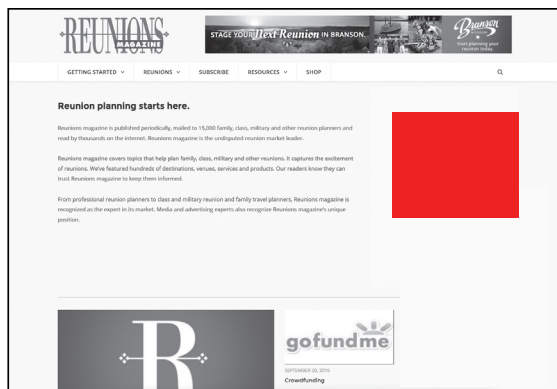 REUNIONS
MAGAZINE
STAGE YOUR Next Reunion IN BRANSON.
Branson
Start planning your
reunion today.
GETTING STARTED
REUNIONS
SUBSCRIBE
RESOURCES
SHOP
Reunion planning starts here.
Reunions magazine is published periodically, mailed to 15,000 family, class, military and other reunion planners and
read by thousands on the internet. Reunions magazine is the undisputed reunion market leader.
Reunions magazine covers topics that help plan family, class, military and other reunions. It captures the excitement
of reunions. We've featured hundreds of destinations, venues, services and products. Our readers know they can
trust Reunions magazine to keep them informed.
From professional reunion planners to class and military reunion and family travel planners, Reunions magazine is
recognized as the expert in its market. Media and advertising experts also recognize Reunions magazine's unique
position.
R
gofundme
SEPTEMBER 20, 2016
Crowdfunding